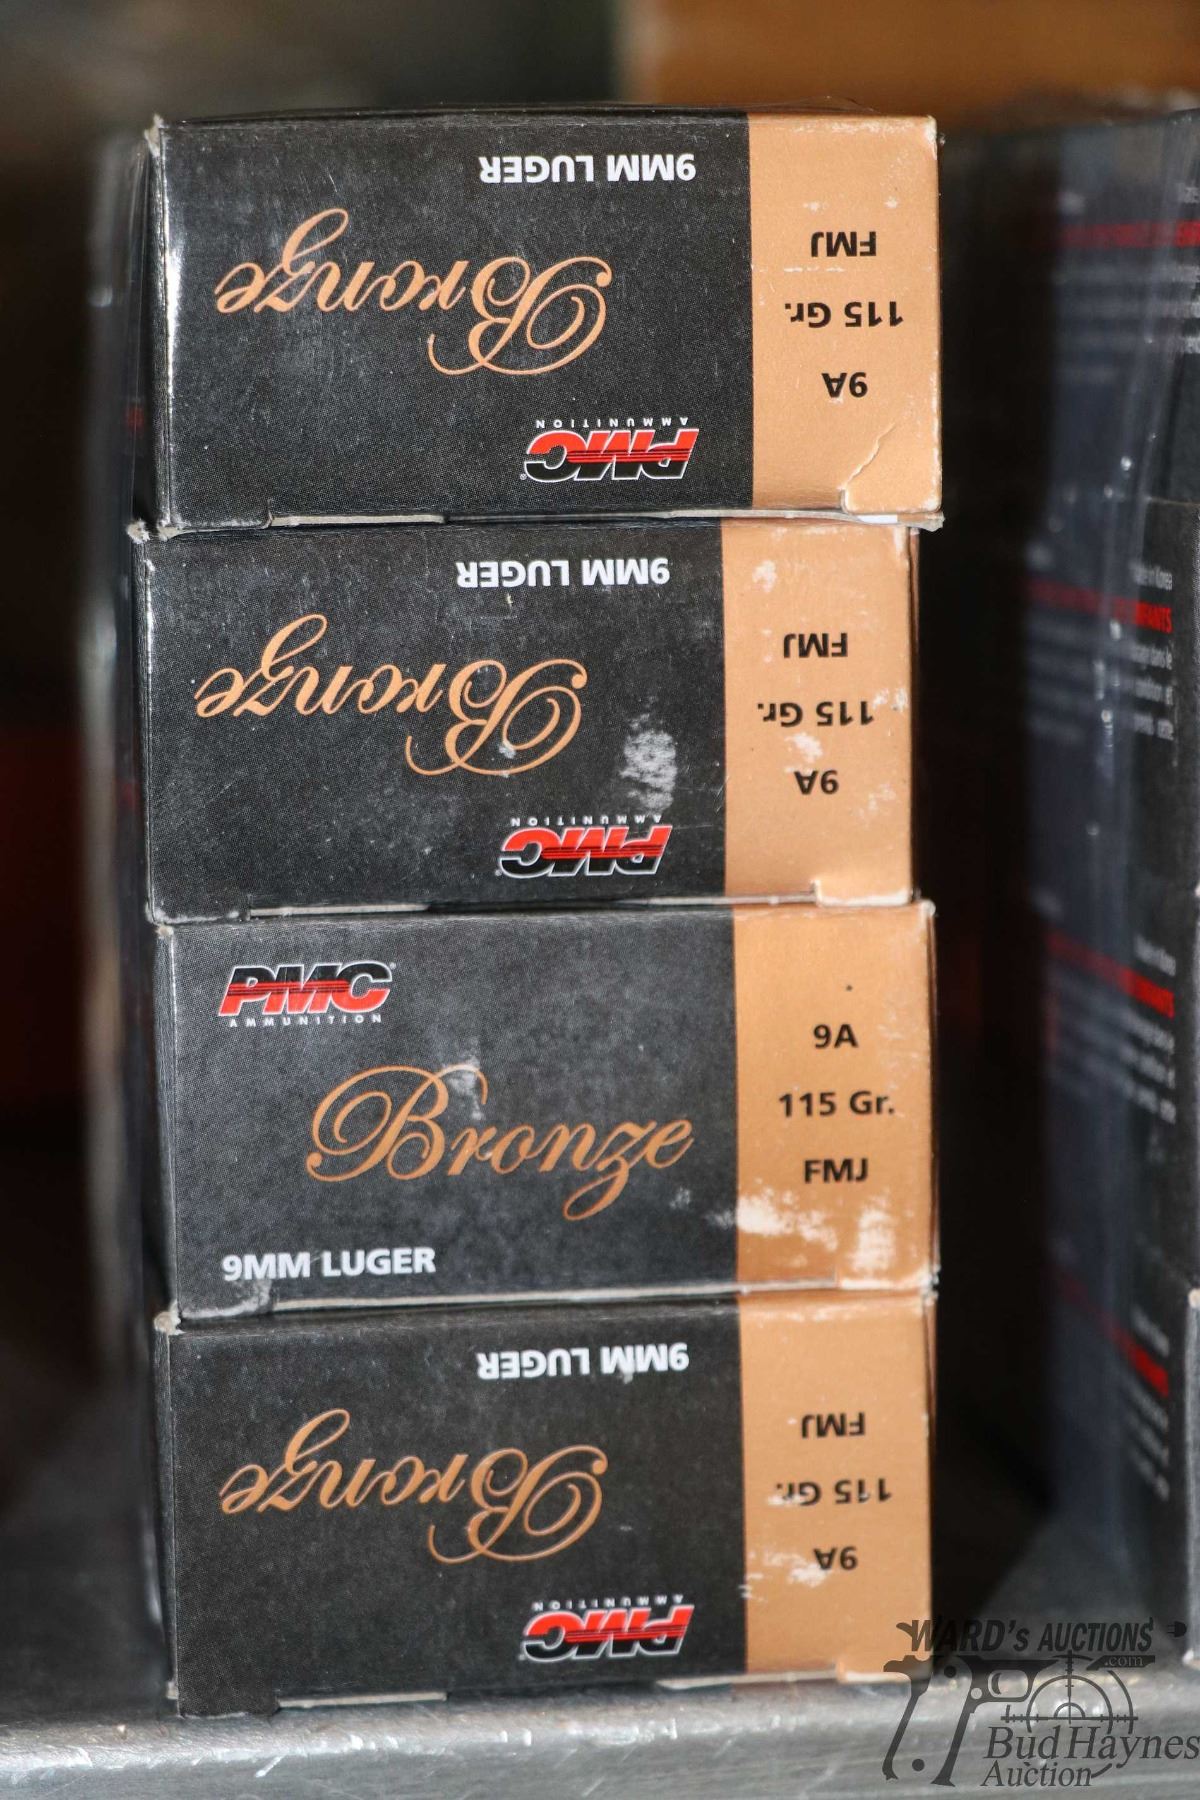 9MM LUGER
Bronze
PMC
AMMUNITION
FMJ
115 Gr.
9A
9MM LUGER
Bronze
PMC
AMMUNITION
FMJ
115 Gr.
9A
PMC
AMMUNITION
Bronze
9MM LUGER
9A
115 Gr.
FMJ
9MM LUGER
Bronze
PMC
AMMUNITION
FMJ
115 Gr.
9A
in Korea
WARD's AUCTIONS
.com
Bud Haynes
Auction